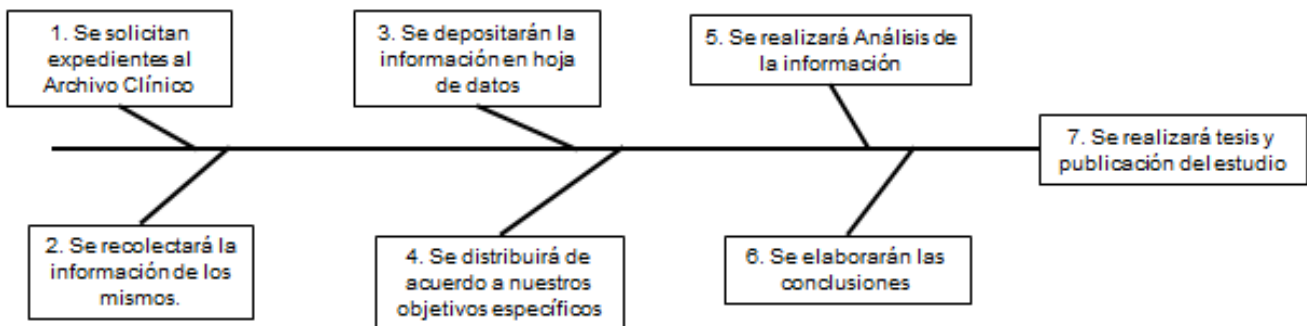 1. Se solicitan
expedientes al
Archivo Clínico
2. Se recolectará la
información de los
mismos.
3. Se depositarán la
información en hoja
de datos
4. Se distribuirá de
acuerdo a nuestros
objetivos específicos
5. Se realizará Análisis de
la información
6. Se elaborarán las
conclusiones
7. Se realizará tesis y
publicación del estudio